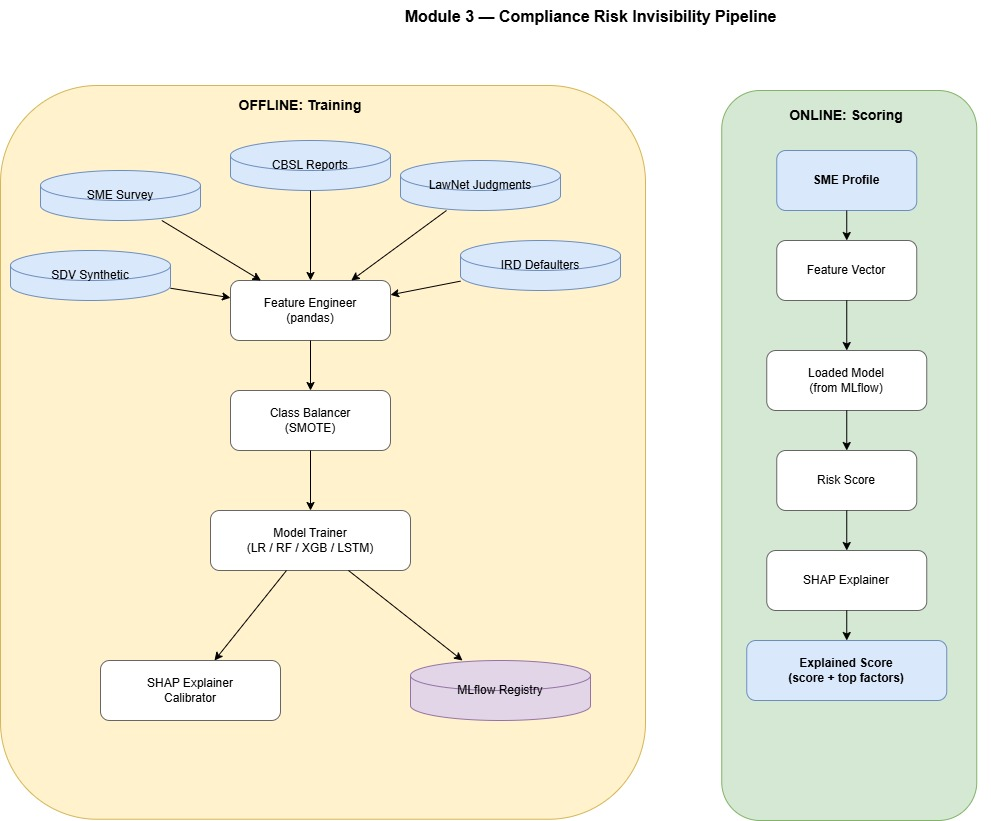 Module 3 — Compliance Risk Invisibility Pipeline
OFFLINE: Training
CBSL Reports
SME Survey
LawNet Judgments
SDV Synthetic
IRD Defaulters
Feature Engineer
(pandas)
Class Balancer
(SMOTE)
Model Trainer
(LR / RF / XGB / LSTM)
SHAP Explainer
Calibrator
MLflow Registry
ONLINE: Scoring
SME Profile
Feature Vector
Loaded Model
(from MLflow)
Risk Score
SHAP Explainer
Explained Score
(score + top factors)